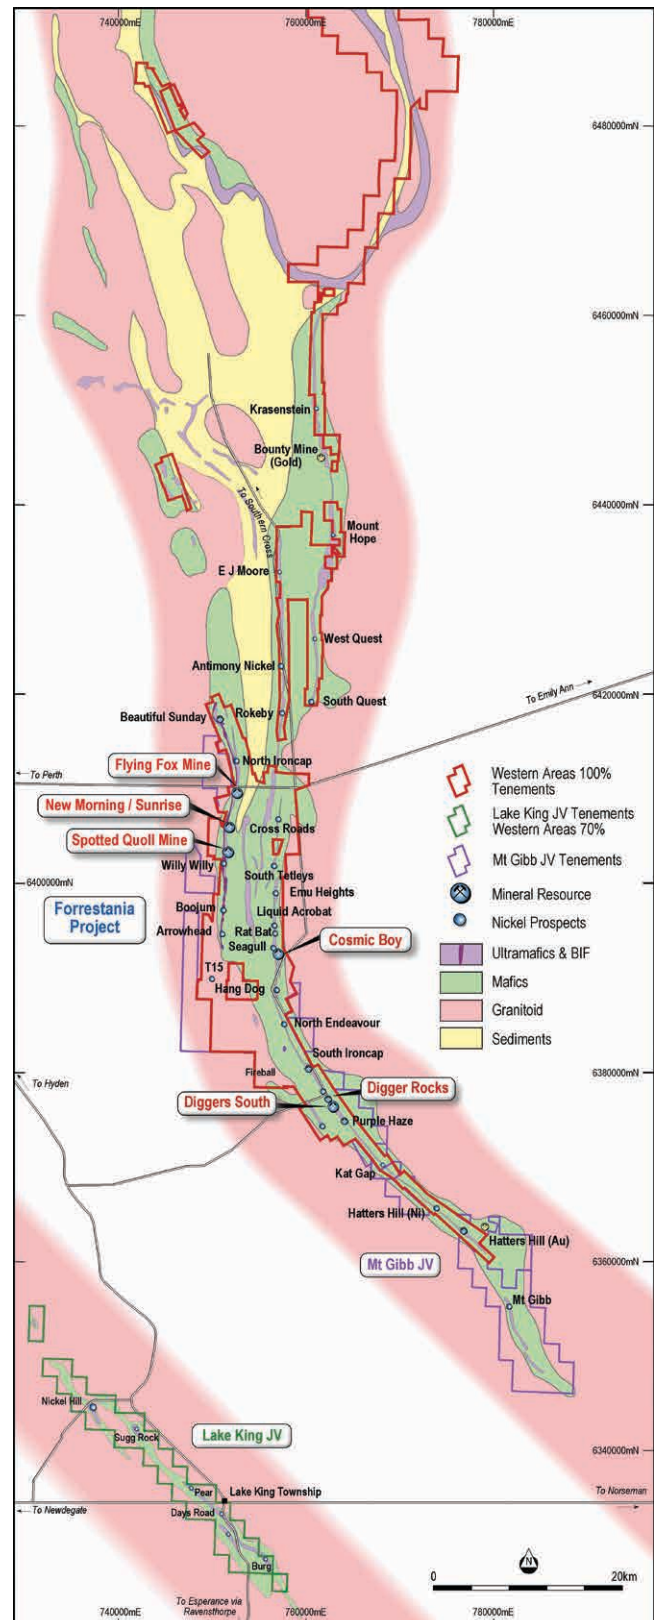 740000mE
760000mE
780000mE
6480000mN
6460000mN
Krasenstein
Bounty Mine
(Gold)
To Southern Cross
6440000mN
Mount
Hope
E J Moore
West Quest
Antimony Nickel
South Quest
To Emily Ann
6420000mN
Beautiful Sunday
Rokeby
North Ironcap
Flying Fox Mine
To Perth
New Morning / Sunrise
Cross Roads
Spotted Quoll Mine
Willy Willy
South Tetleys
6400000mN
Emu Heights
Forrestania
Project
Boojum
Liquid Acrobat
Arrowhead
Rat Bat
Seagull
Cosmic Boy
T15
Hang Dog
North Endeavour
South Ironcap
Fireball
To Hyden
6380000mN
Digger Rocks
Diggers South
Purple Haze
Kat Gap
Hatters Hill (Ni)
Hatters Hill (Au)
Mt Gibb JV
6360000mN
Mt Gibb
Western Areas 100%
Tenements
Lake King JV Tenements
Western Areas 70%
Mt Gibb JV Tenements
Mineral Resource
Nickel Prospects
Ultramafics & BIF
Mafics
Granitoid
Sediments
Nickel Hill
Sugg Rock
Lake King JV
6340000mN
Pear
Lake King Township
To Norseman
To Newdegate
Days Road
Burg
N
0
20km
To Esperance via
Ravensthorpe
740000mE
760000mE
780000mE